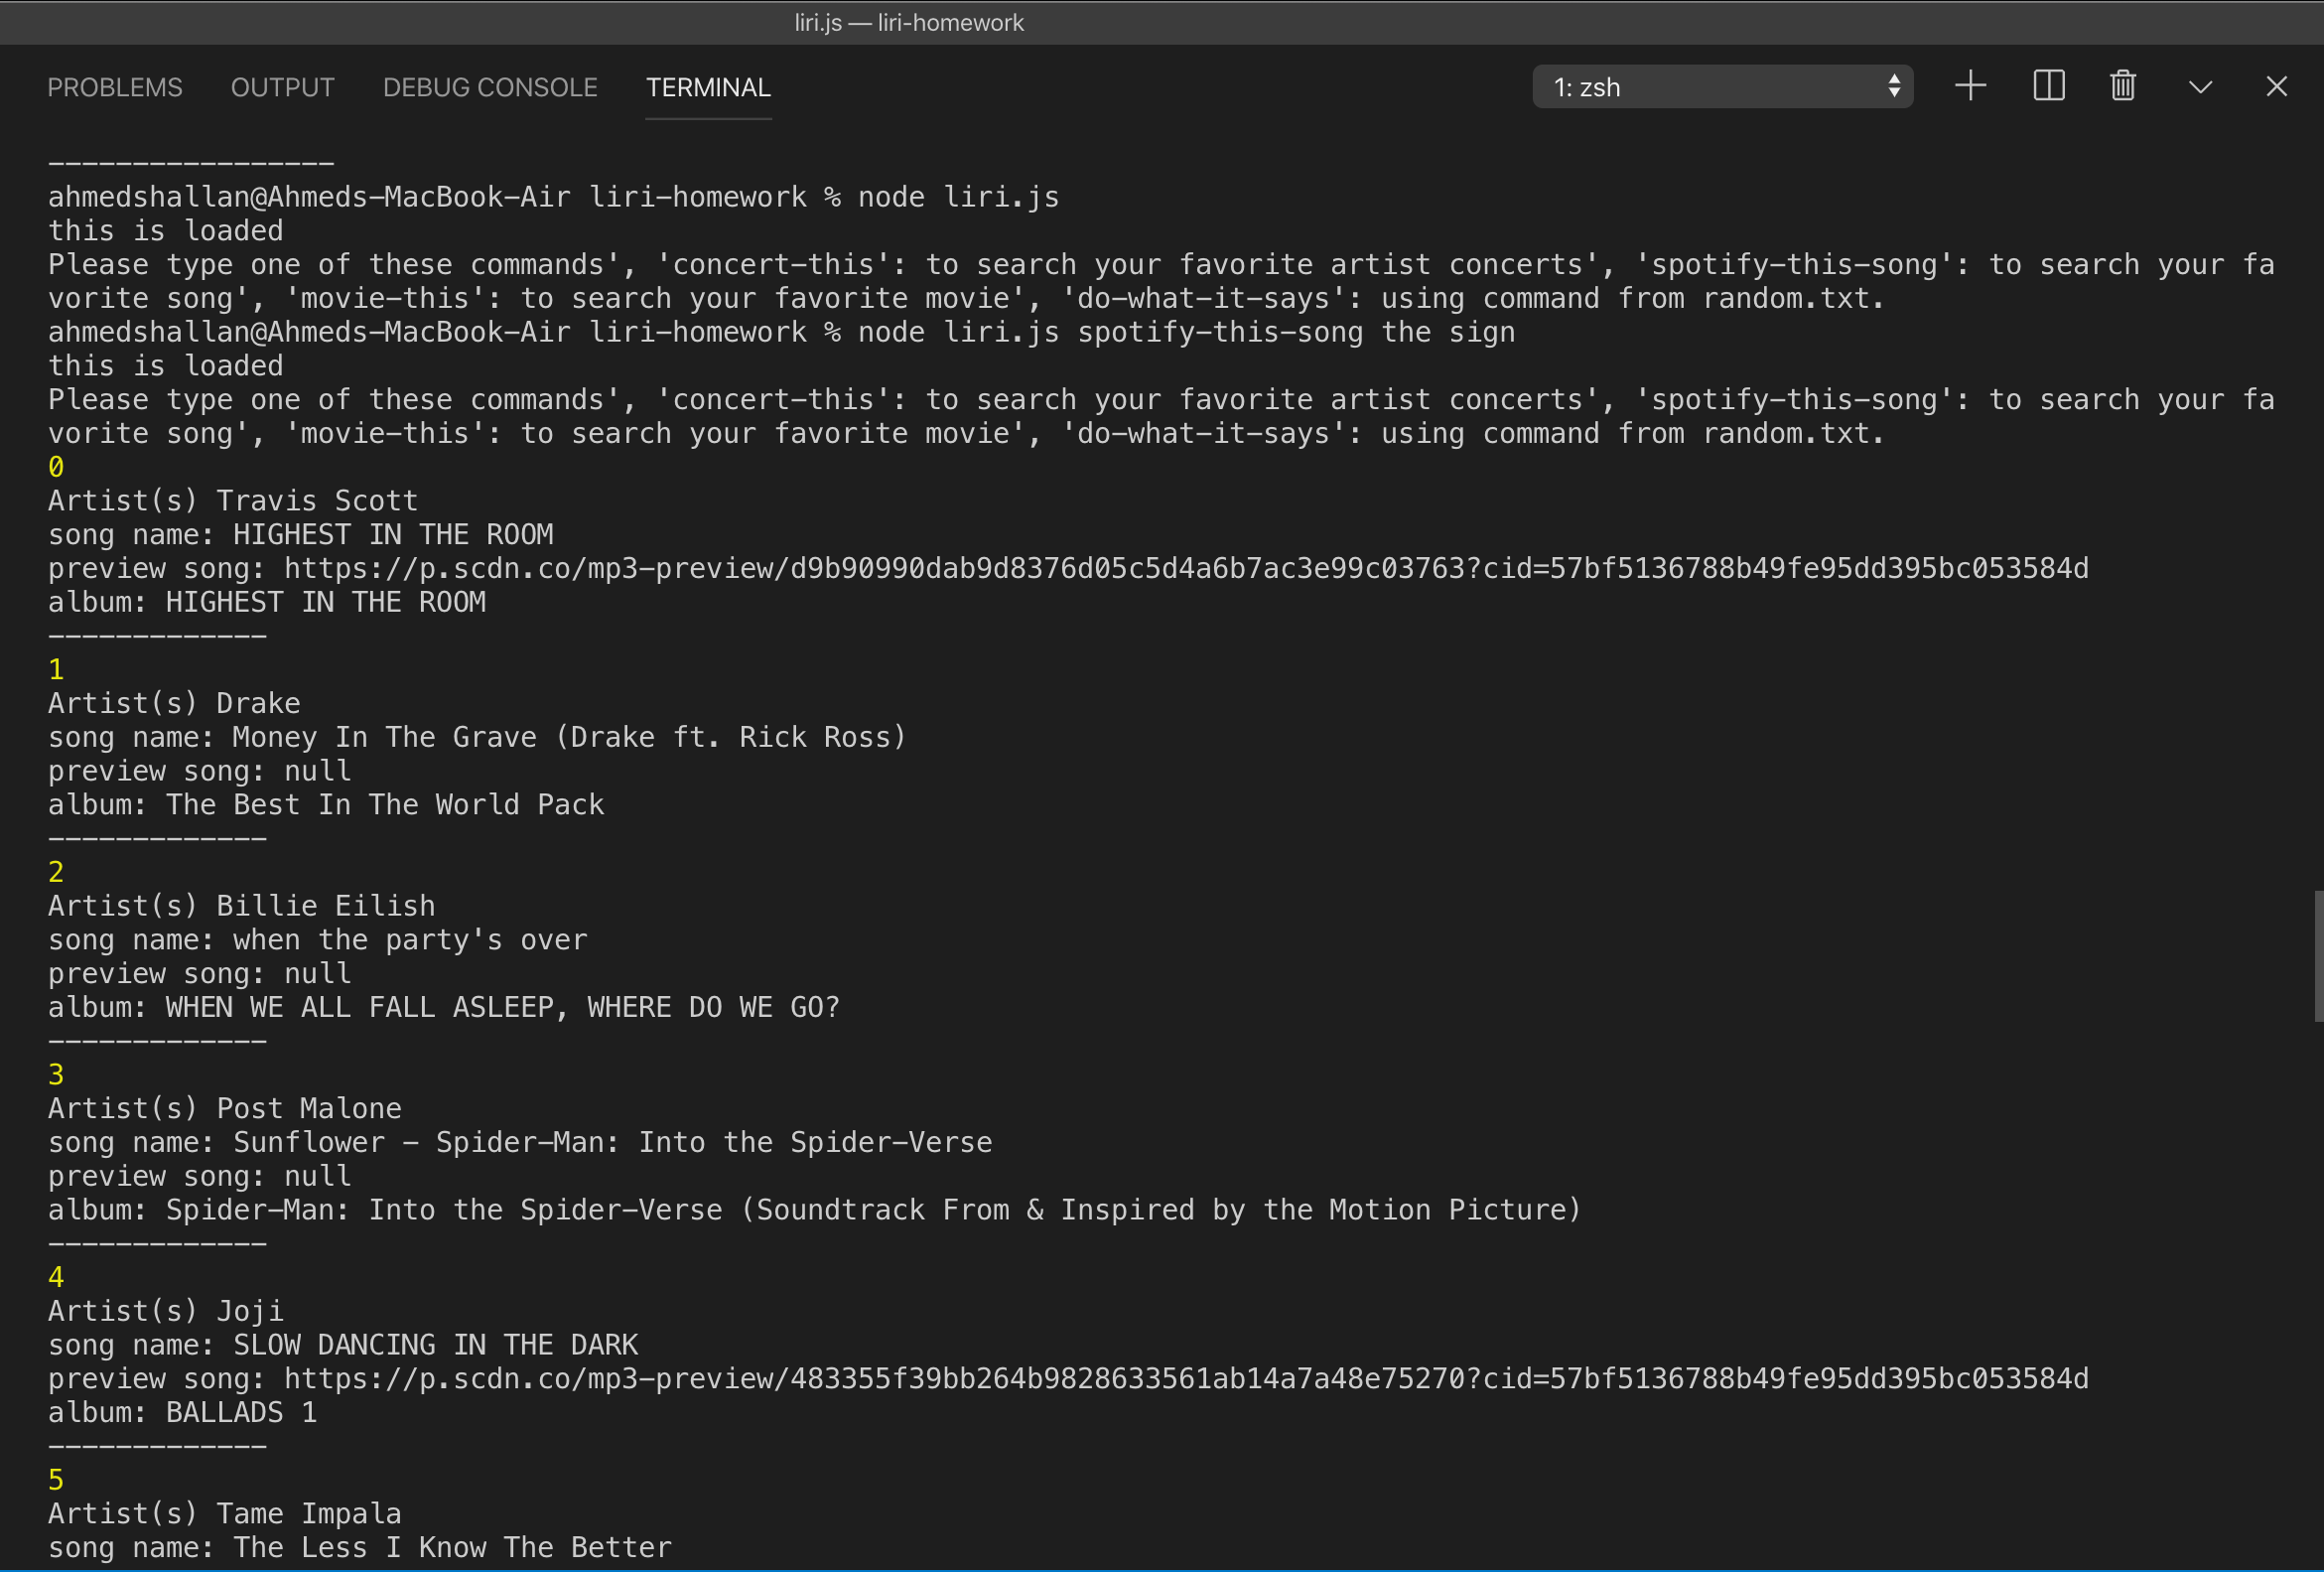 liri.js — liri-homework
PROBLEMS OUTPUT DEBUG CONSOLE TERMINAL 1: zsh
-----------------
ahmedshallan@Ahmeds-MacBook-Air liri-homework % node liri.js
this is loaded
Please type one of these commands', 'concert-this': to search your favorite artist concerts', 'spotify-this-song': to search your fa
vorite song', 'movie-this': to search your favorite movie', 'do-what-it-says': using command from random.txt.
ahmedshallan@Ahmeds-MacBook-Air liri-homework % node liri.js spotify-this-song the sign
this is loaded
Please type one of these commands', 'concert-this': to search your favorite artist concerts', 'spotify-this-song': to search your fa
vorite song', 'movie-this': to search your favorite movie', 'do-what-it-says': using command from random.txt.
0
Artist(s) Travis Scott
song name: HIGHEST IN THE ROOM
preview song: https://p.scdn.co/mp3-preview/d9b90990dab9d8376d05c5d4a6b7ac3e99c03763?cid=57bf5136788b49fe95dd395bc053584d
album: HIGHEST IN THE ROOM
-------------
1
Artist(s) Drake
song name: Money In The Grave (Drake ft. Rick Ross)
preview song: null
album: The Best In The World Pack
-------------
2
Artist(s) Billie Eilish
song name: when the party's over
preview song: null
album: WHEN WE ALL FALL ASLEEP, WHERE DO WE GO?
-------------
3
Artist(s) Post Malone
song name: Sunflower - Spider-Man: Into the Spider-Verse
preview song: null
album: Spider-Man: Into the Spider-Verse (Soundtrack From & Inspired by the Motion Picture)
-------------
4
Artist(s) Joji
song name: SLOW DANCING IN THE DARK
preview song: https://p.scdn.co/mp3-preview/483355f39bb264b9828633561ab14a7a48e75270?cid=57bf5136788b49fe95dd395bc053584d
album: BALLADS 1
-------------
5
Artist(s) Tame Impala
song name: The Less I Know The Better